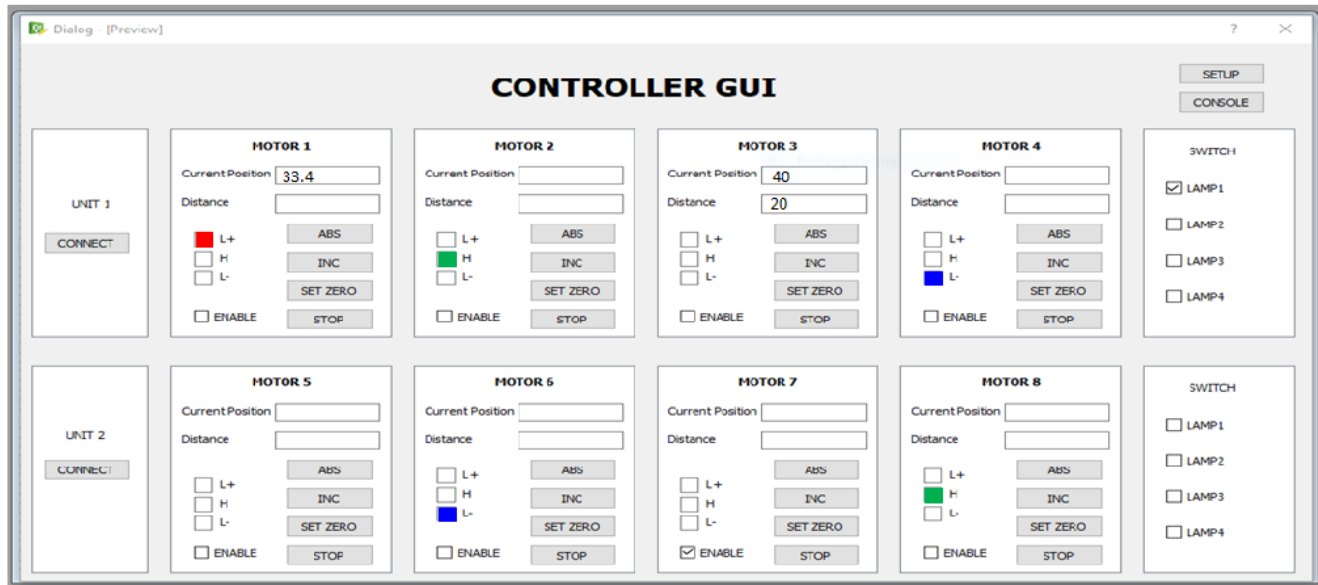 Dialog - [Preview]
? ×
CONTROLLER GUI
SETUP
CONSOLE
UNIT 1
CONNECT
MOTOR 1
Current Position 33.4
Distance
L+ ABS
H INC
L- SET ZERO
ENABLE STOP
MOTOR 2
Current Position
Distance
L+ ABS
H INC
L- SET ZERO
ENABLE STOP
MOTOR 3
Current Position 40
Distance 20
L+ ABS
H INC
L- SET ZERO
ENABLE STOP
MOTOR 4
Current Position
Distance
L+ ABS
H INC
L- SET ZERO
ENABLE STOP
SWITCH
LAMP1
LAMP2
LAMP3
LAMP4
UNIT 2
CONNECT
MOTOR 5
Current Position
Distance
L+ ABS
H INC
L- SET ZERO
ENABLE STOP
MOTOR 6
Current Position
Distance
L+ ABS
H INC
L- SET ZERO
ENABLE STOP
MOTOR 7
Current Position
Distance
L+ ABS
H INC
L- SET ZERO
ENABLE STOP
MOTOR 8
Current Position
Distance
L+ ABS
H INC
L- SET ZERO
ENABLE STOP
SWITCH
LAMP1
LAMP2
LAMP3
LAMP4